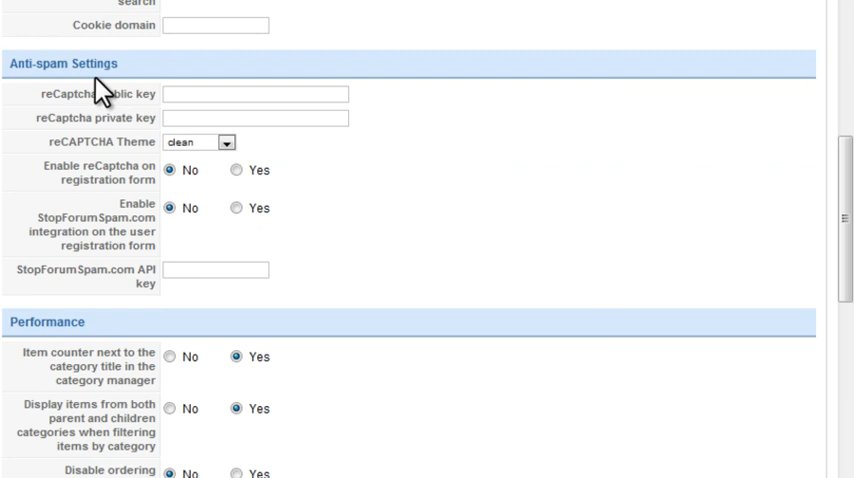 search
Cookie domain
Anti-spam Settings
reCaptcha public key
reCaptcha private key
reCAPTCHA Theme clean
Enable reCaptcha on
registration form
No Yes
Enable
StopForumSpam.com
integration on the user
registration form
No Yes
StopForumSpam.com API
key
Performance
Item counter next to the
category title in the
category manager
No Yes
Display items from both
parent and children
categories when filtering
items by category
No Yes
Disable ordering
No Yes